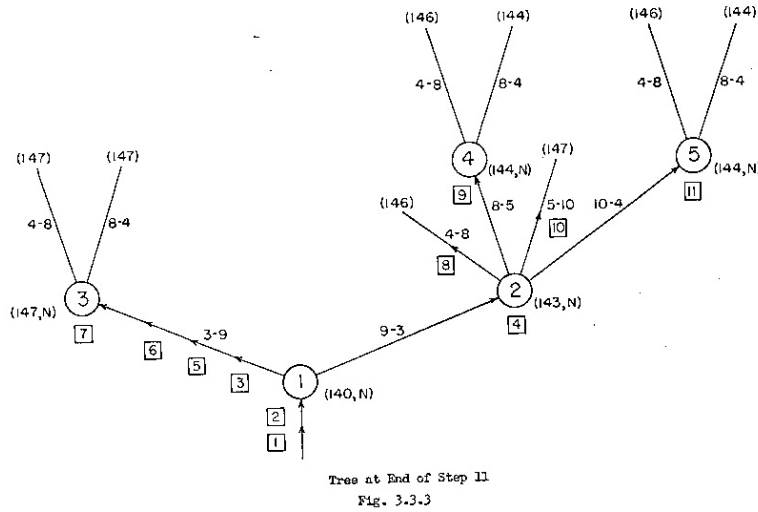 (146) (144) (146) (144)
4-8 8-4 4-8 8-4
(147) (147) 4 (147) 5
(144,N) (144,N)
9 11
(146) 8-5 5-10 10-4
4-8 8-4 4-8 10
8
3 2
(147,N) (143,N)
7 3-9 9-3 4
6
5
3 1
(140,N)
2
1
Tree at End of Step 11
Fig. 3.3.3